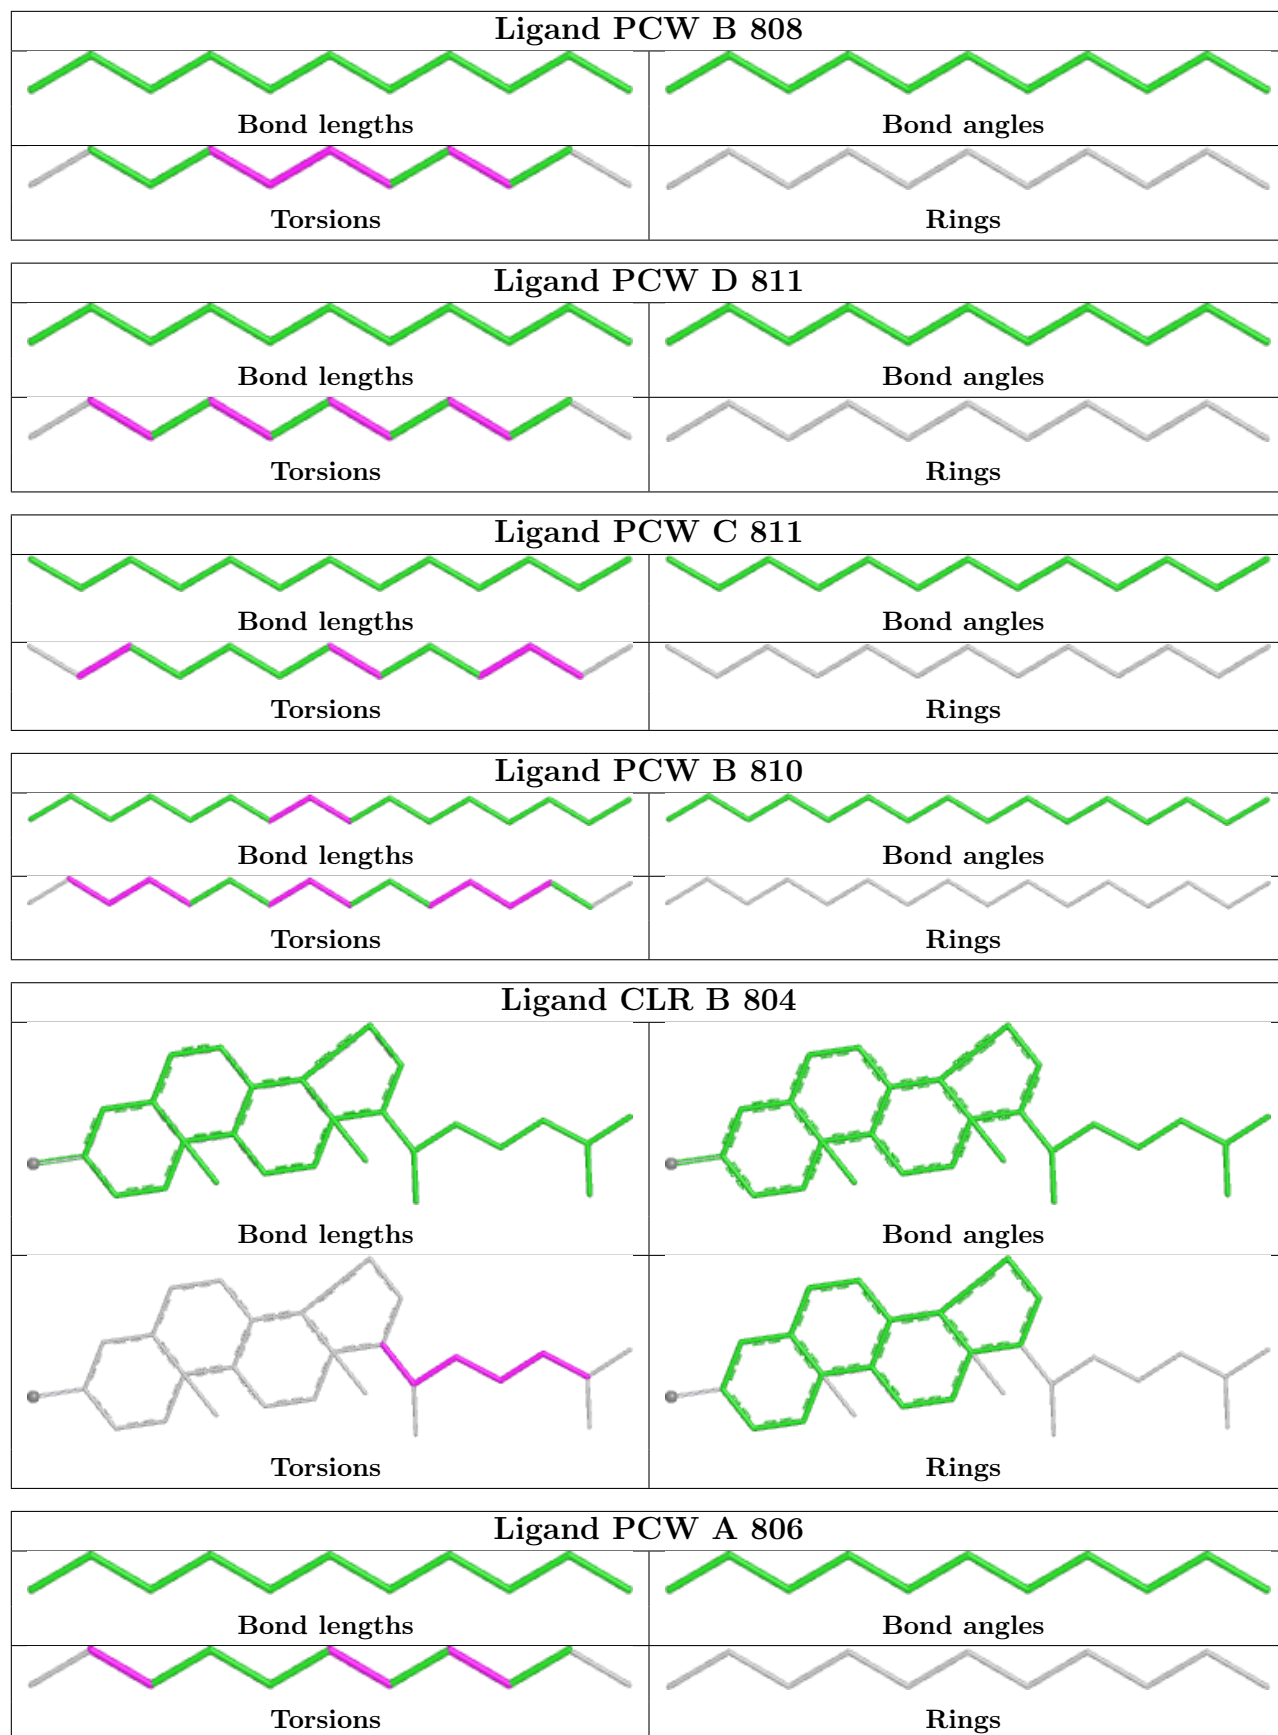 Ligand PCW B 808
Bond lengths
Bond angles
Torsions
Rings
Ligand PCW D 811
Bond lengths
Bond angles
Torsions
Rings
Ligand PCW C 811
Bond lengths
Bond angles
Torsions
Rings
Ligand PCW B 810
Bond lengths
Bond angles
Torsions
Rings
Ligand CLR B 804
Bond lengths
Bond angles
Torsions
Rings
Ligand PCW A 806
Bond lengths
Bond angles
Torsions
Rings